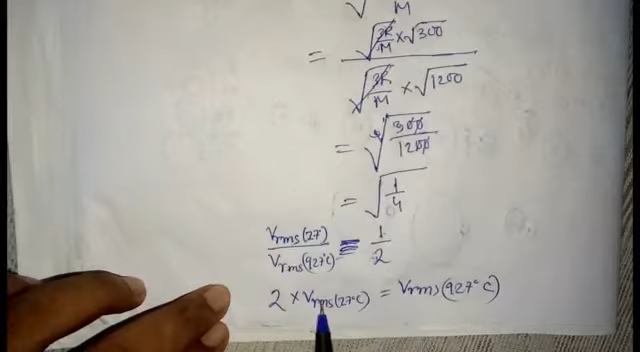 √ M
= √3R/M × √300 / √3R/M × √1200
= √300/1200
= √1/4
Vrms(27°)/Vrms(927°C) = 1/2
2 × Vrms(27°C) = Vrms(927°C)